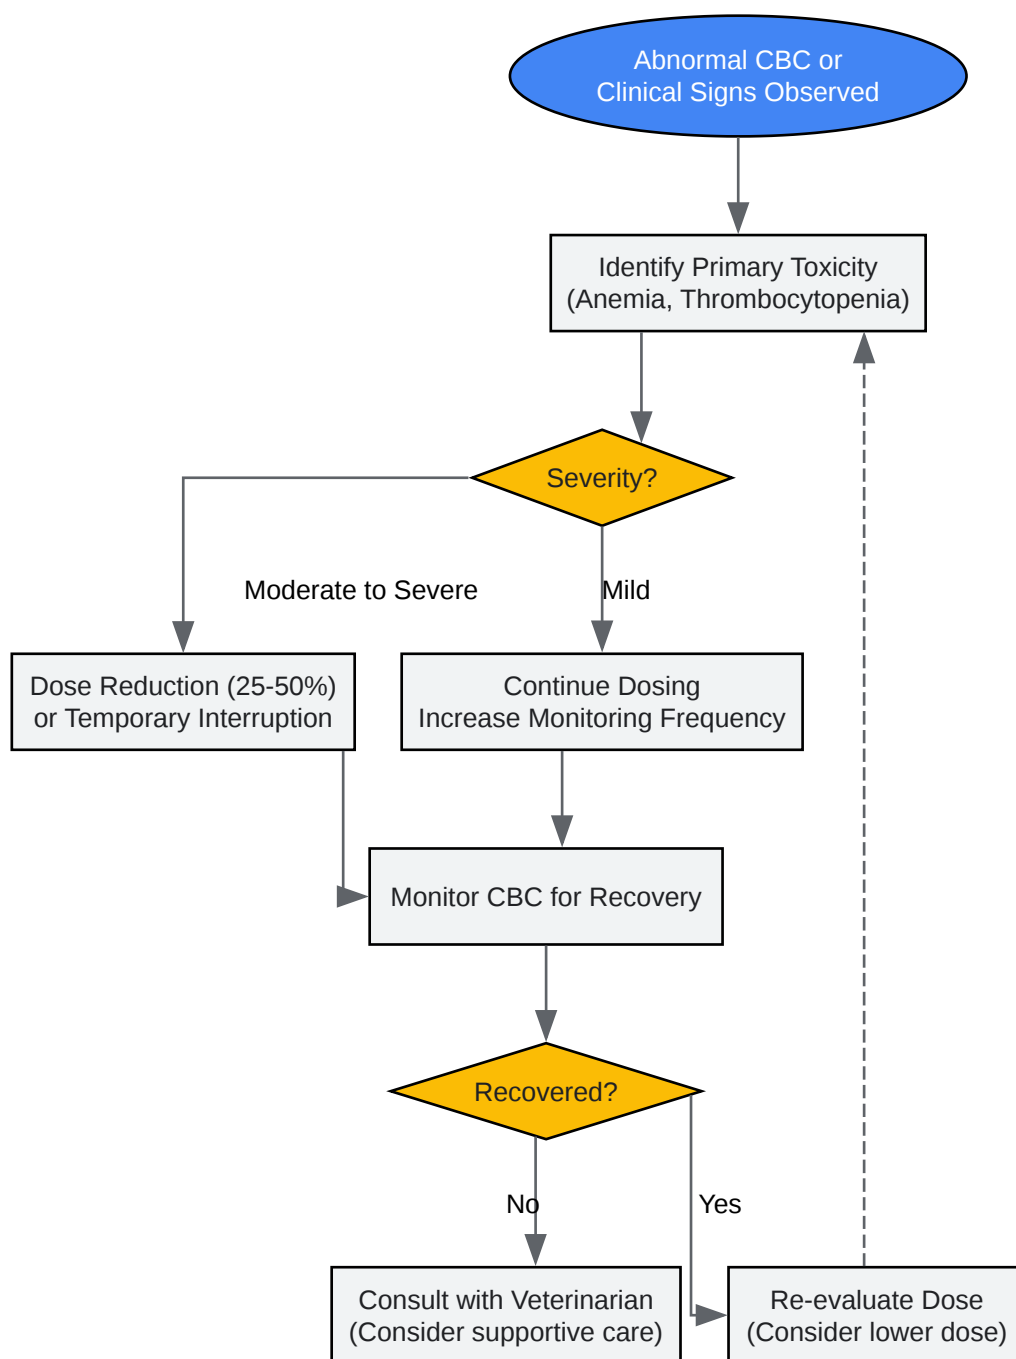 Abnormal CBC or
Clinical Signs Observed
Identify Primary Toxicity
(Anemia, Thrombocytopenia)
Severity?
Moderate to Severe
Mild
Dose Reduction (25-50%)
or Temporary Interruption
Continue Dosing
Increase Monitoring Frequency
Monitor CBC for Recovery
Recovered?
No
Yes
Consult with Veterinarian
(Consider supportive care)
Re-evaluate Dose
(Consider lower dose)